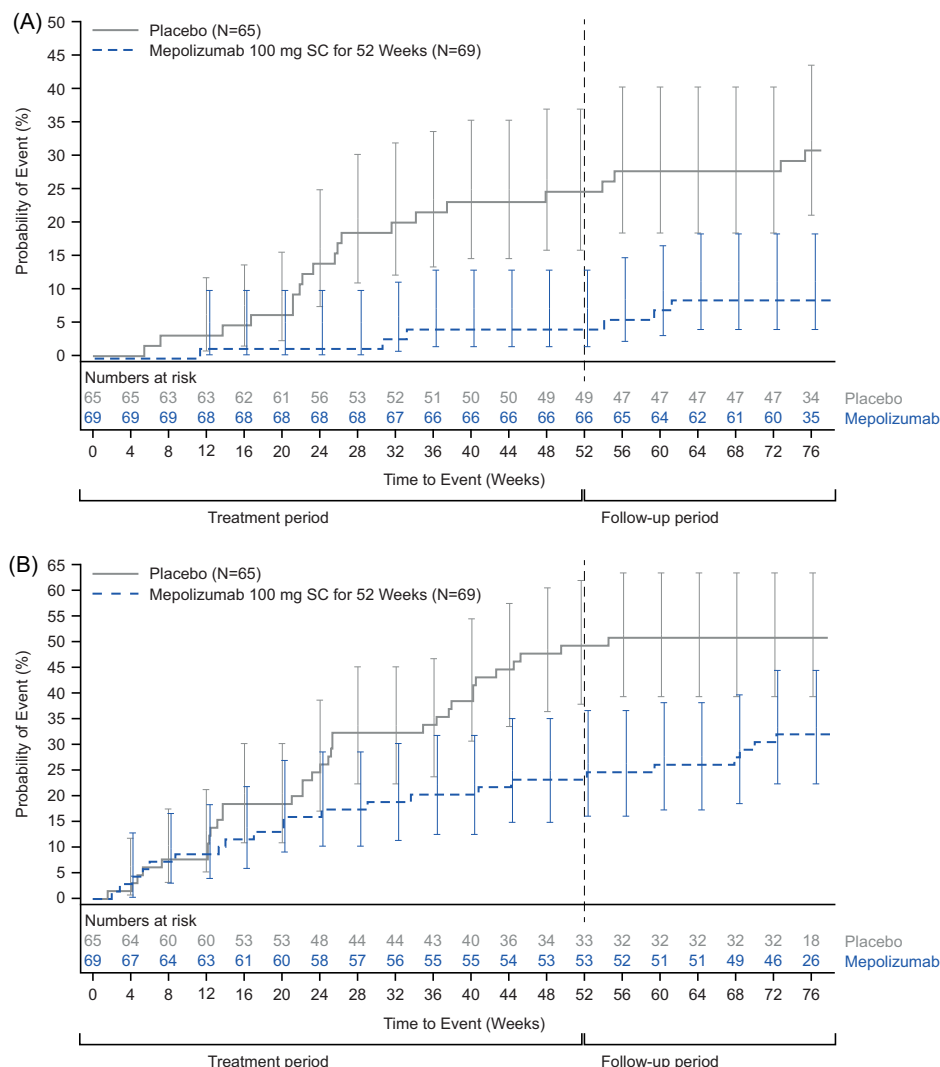 (A)
50
45
40
35
30
25
20
15
10
5
0
Probability of Event (%)
Placebo (N=65)
Mepolizumab 100 mg SC for 52 Weeks (N=69)
Numbers at risk
65 65 63 63 62 61 56 53 52 51 50 50 49 49 47 47 47 47 47 34 Placebo
69 69 69 68 68 68 68 68 67 66 66 66 66 66 65 64 62 61 60 35 Mepolizumab
0 4 8 12 16 20 24 28 32 36 40 44 48 52 56 60 64 68 72 76
Time to Event (Weeks)
Treatment period Follow-up period
(B)
65
60
55
50
45
40
35
30
25
20
15
10
5
0
Probability of Event (%)
Placebo (N=65)
Mepolizumab 100 mg SC for 52 Weeks (N=69)
Numbers at risk
65 64 60 60 53 53 48 44 44 43 40 36 34 33 32 32 32 32 32 18 Placebo
69 67 64 63 61 60 58 57 56 55 55 54 53 53 52 51 51 49 46 26 Mepolizumab
0 4 8 12 16 20 24 28 32 36 40 44 48 52 56 60 64 68 72 76
Time to Event (Weeks)
Treatment period Follow-up period